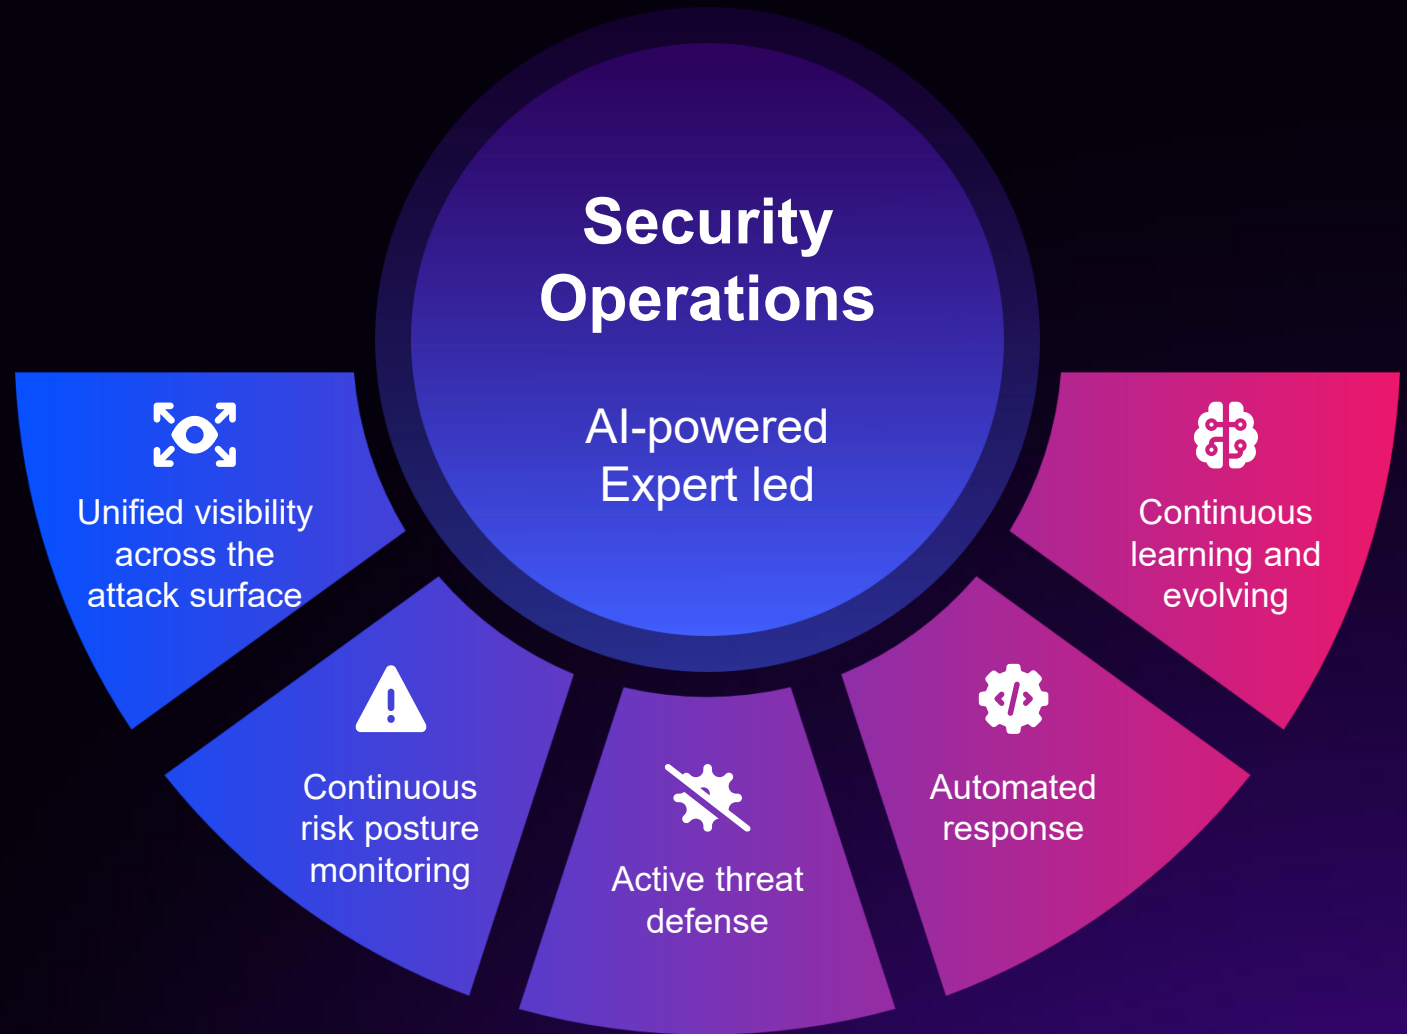 Security
Operations
AI-powered
Expert led
Unified visibility
across the
attack surface
Continuous
risk posture
monitoring
Active threat
defense
Automated
response
Continuous
learning and
evolving